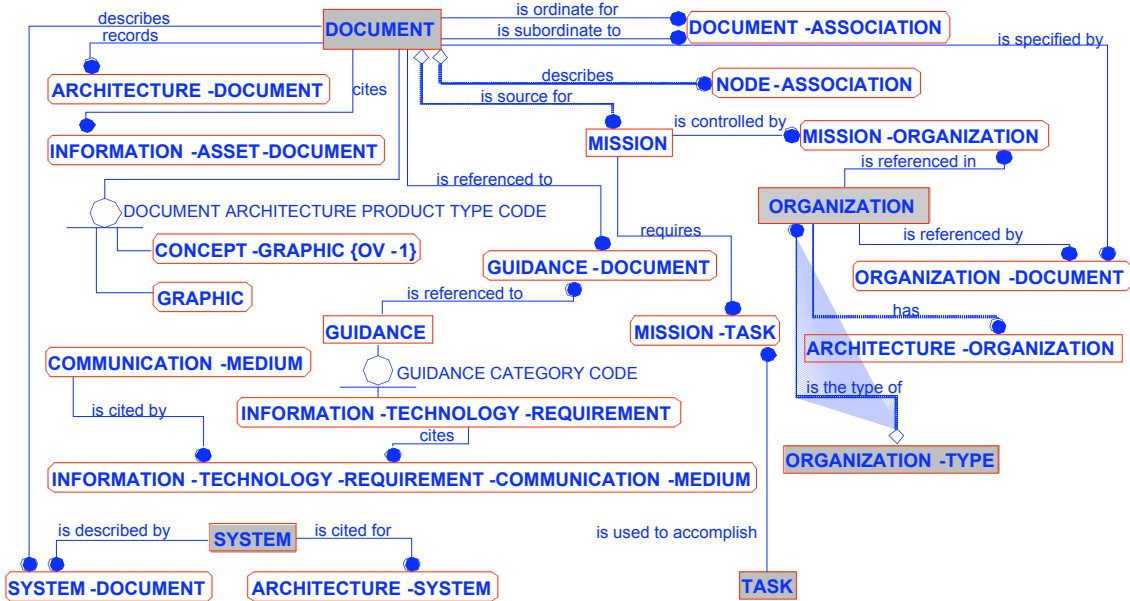 is ordinate for
describes
DOCUMENT
is subordinate to
DOCUMENT -ASSOCIATION
records
is specified by
describes
NODE -ASSOCIATION
ARCHITECTURE -DOCUMENT
cites
is source for
is controlled by
MISSION -ORGANIZATION
MISSION
INFORMATION -ASSET -DOCUMENT
is referenced in
is referenced to
ORGANIZATION
DOCUMENT ARCHITECTURE PRODUCT TYPE CODE
requires
is referenced by
CONCEPT -GRAPHIC {OV -1}
GUIDANCE -DOCUMENT
ORGANIZATION -DOCUMENT
GRAPHIC
is referenced to
has
GUIDANCE
MISSION -TASK
ARCHITECTURE -ORGANIZATION
COMMUNICATION -MEDIUM
GUIDANCE CATEGORY CODE
is the type of
is cited by
INFORMATION -TECHNOLOGY -REQUIREMENT
cites
ORGANIZATION -TYPE
INFORMATION -TECHNOLOGY -REQUIREMENT -COMMUNICATION -MEDIUM
is described by
SYSTEM
is cited for
is used to accomplish
SYSTEM -DOCUMENT
ARCHITECTURE -SYSTEM
TASK